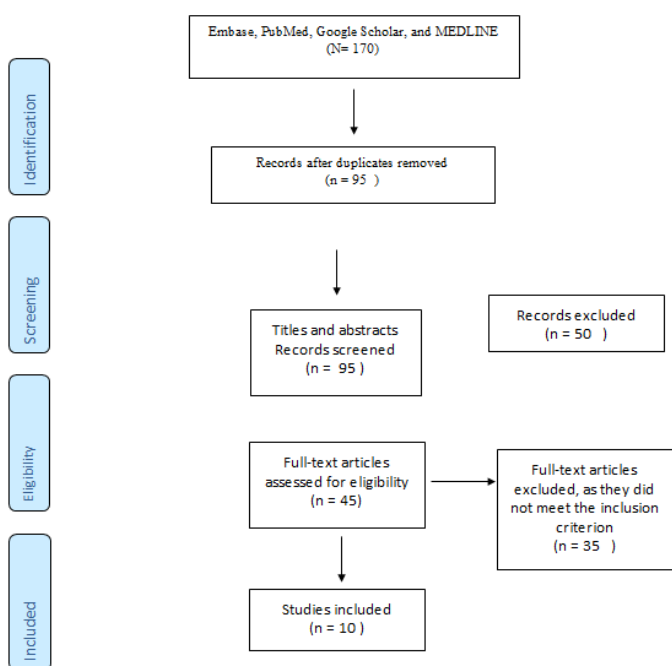 Embase, PubMed, Google Scholar, and MEDLINE
(N= 170)
Identification
Records after duplicates removed
(n = 95 )
Screening
Titles and abstracts
Records screened
(n = 95 )
Records excluded
(n = 50 )
Eligibility
Full-text articles
assessed for eligibility
(n = 45)
Full-text articles
excluded, as they did
not meet the inclusion
criterion
(n = 35 )
Included
Studies included
(n = 10 )